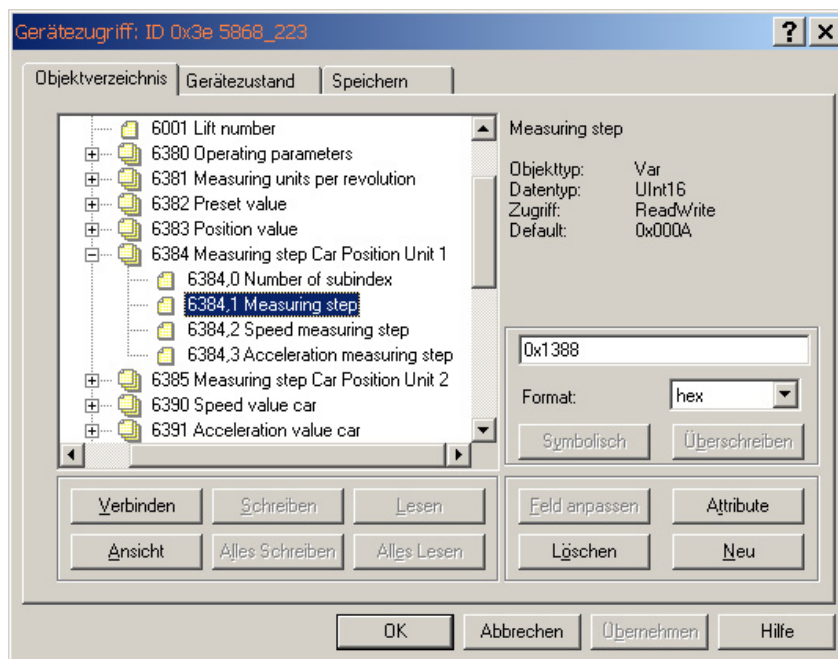 Gerätezugriff: ID 0x3e 5868_223
Objektverzeichnis
Gerätezustand
Speichern
6001 Lift number
6380 Operating parameters
6381 Measuring units per revolution
6382 Preset value
6383 Position value
6384 Measuring step Car Position Unit 1
6384,0 Number of subindex
6384,1 Measuring step
6384,2 Speed measuring step
6384,3 Acceleration measuring step
6385 Measuring step Car Position Unit 2
6390 Speed value car
6391 Acceleration value car
Measuring step
Objekttyp: Var
Datentyp: UInt16
Zugriff: ReadWrite
Default: 0x000A
0x1388
Format: hex
Symbolisch
Überschreiben
Verbinden
Schreiben
Lesen
Ansicht
Alles Schreiben
Alles Lesen
Feld anpassen
Attribute
Löschen
Neu
OK
Abbrechen
Übernehmen
Hilfe